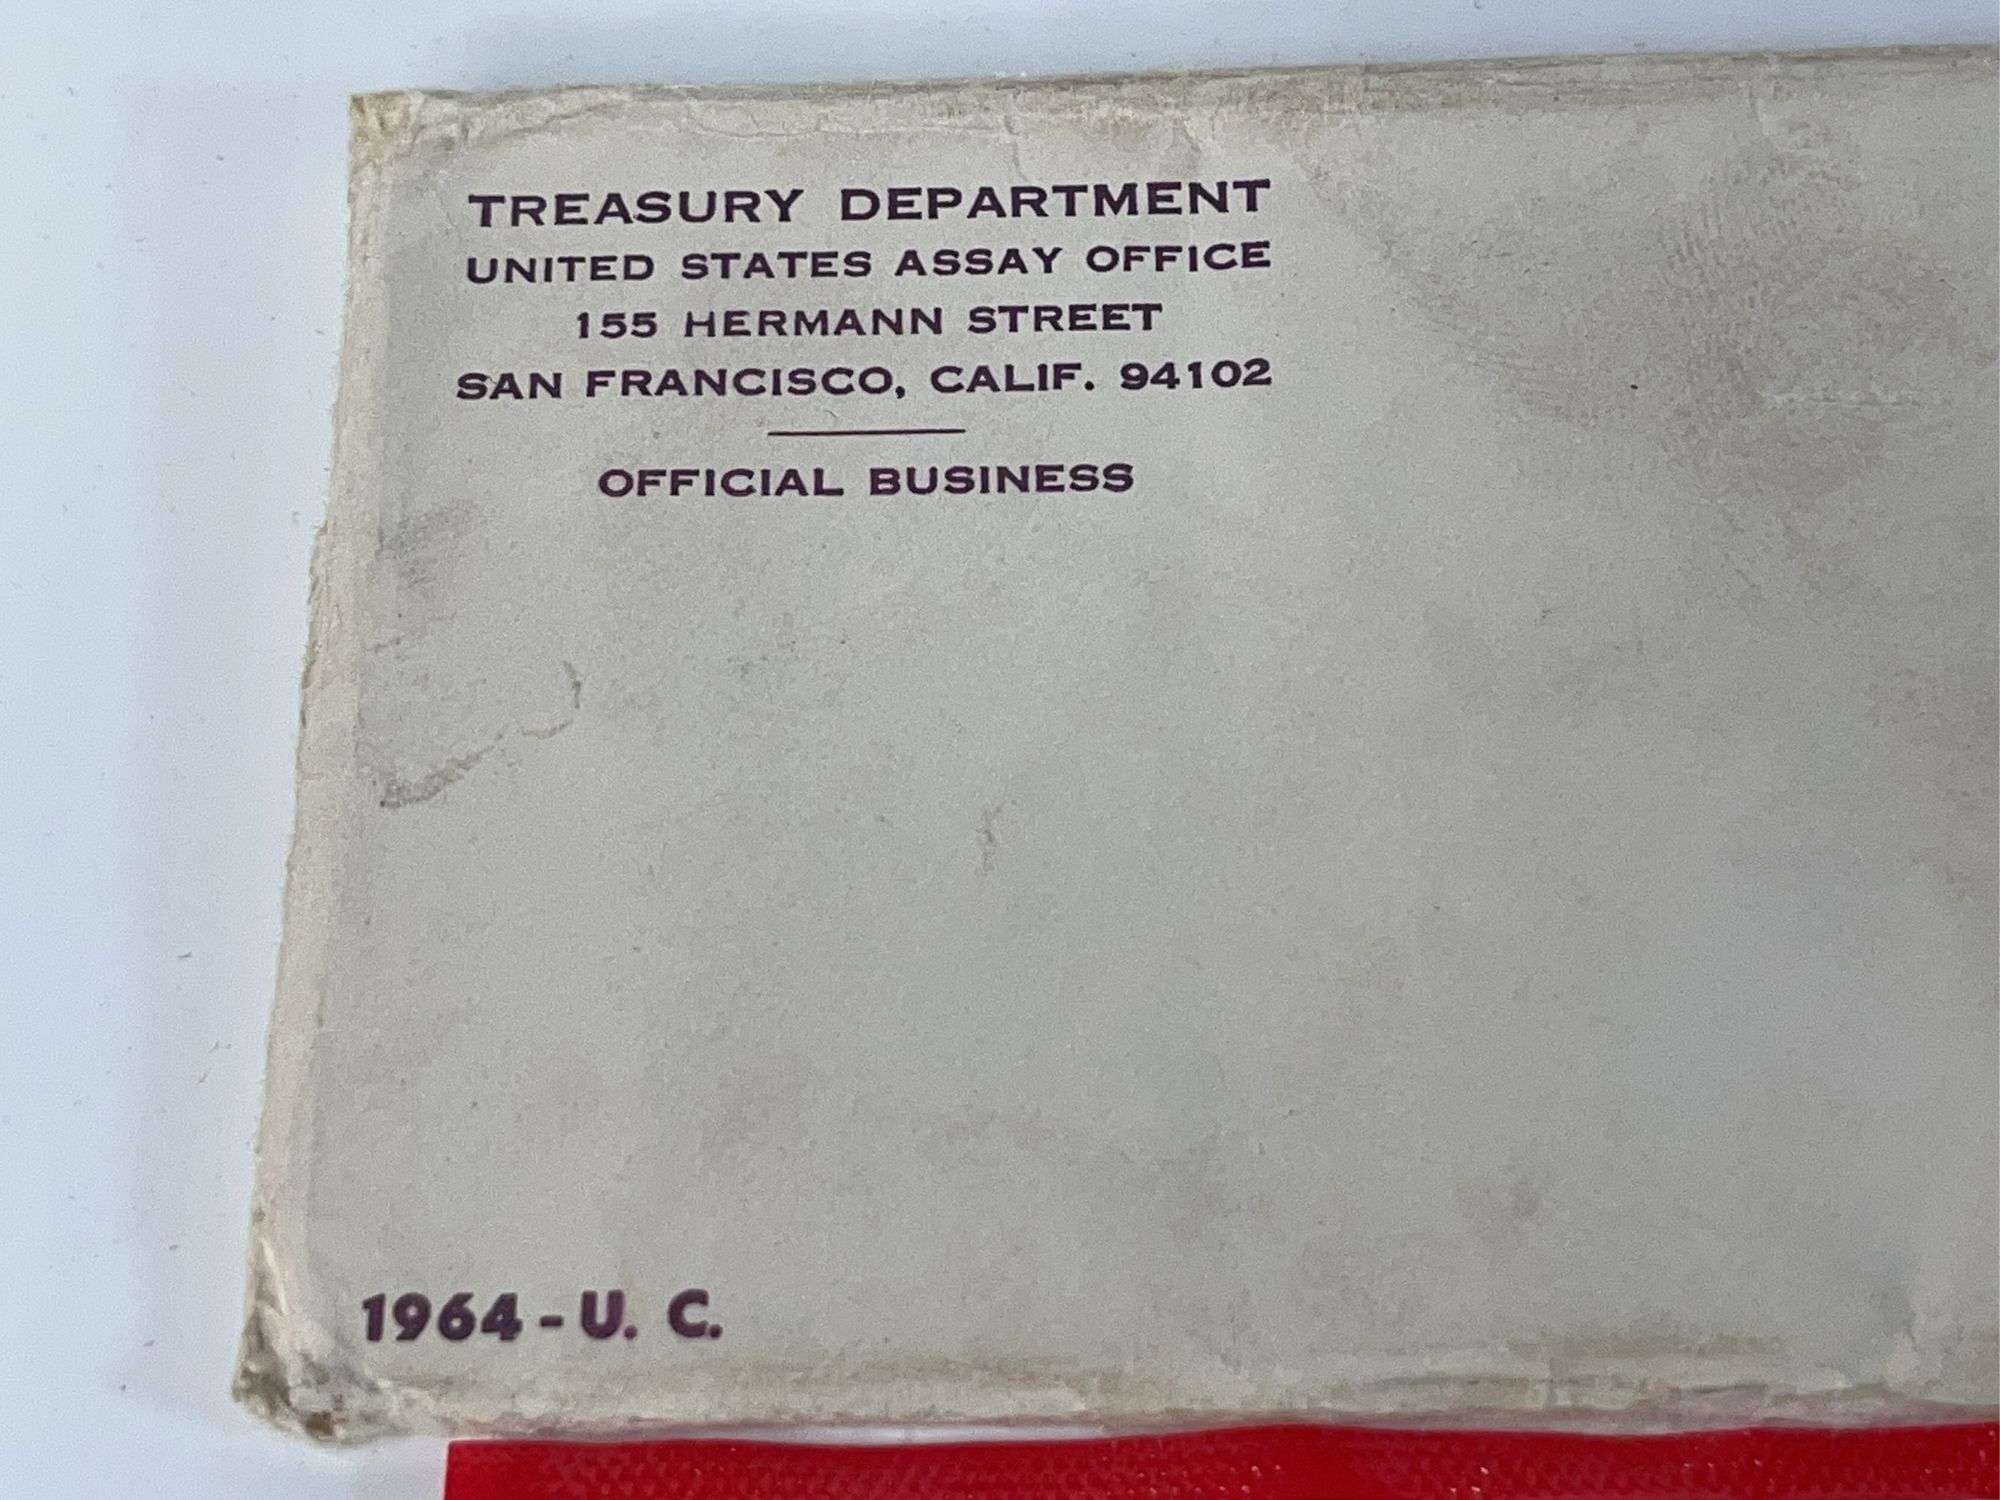 TREASURY DEPARTMENT
UNITED STATES ASSAY OFFICE
155 HERMANN STREET
SAN FRANCISCO, CALIF. 94102
OFFICIAL BUSINESS
1964 - U. C.